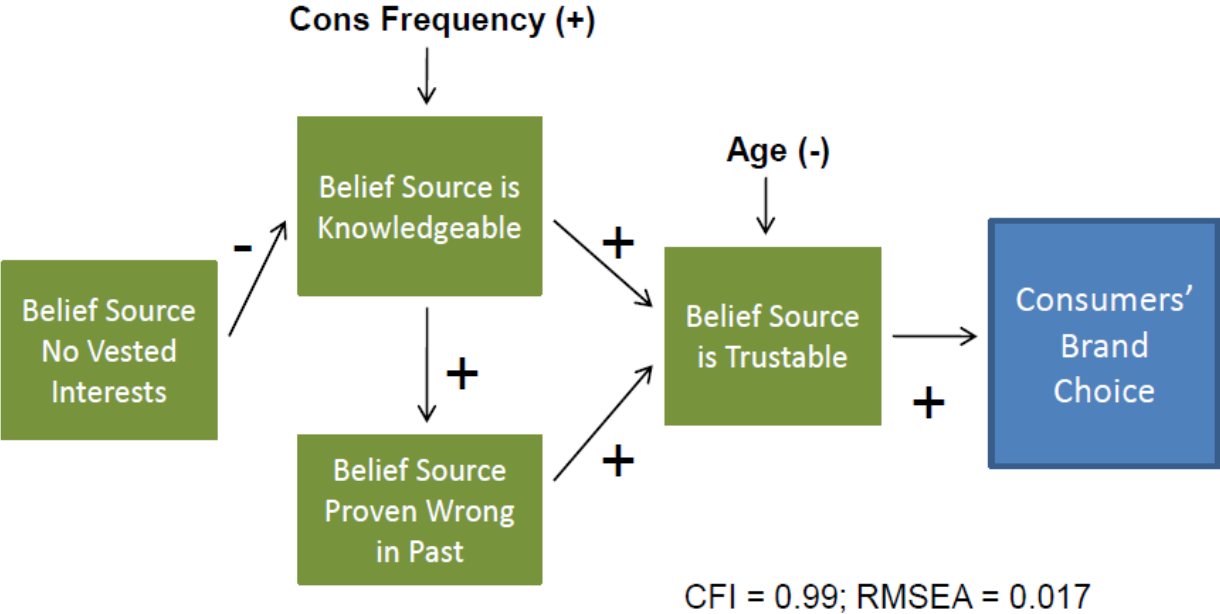 Cons Frequency (+)
Belief Source is
Knowledgeable
Age (-)
-
+
Belief Source
No Vested
Interests
Belief Source
is Trustable
Consumers’
Brand
Choice
+
+
+
Belief Source
Proven Wrong
in Past
CFI = 0.99; RMSEA = 0.017